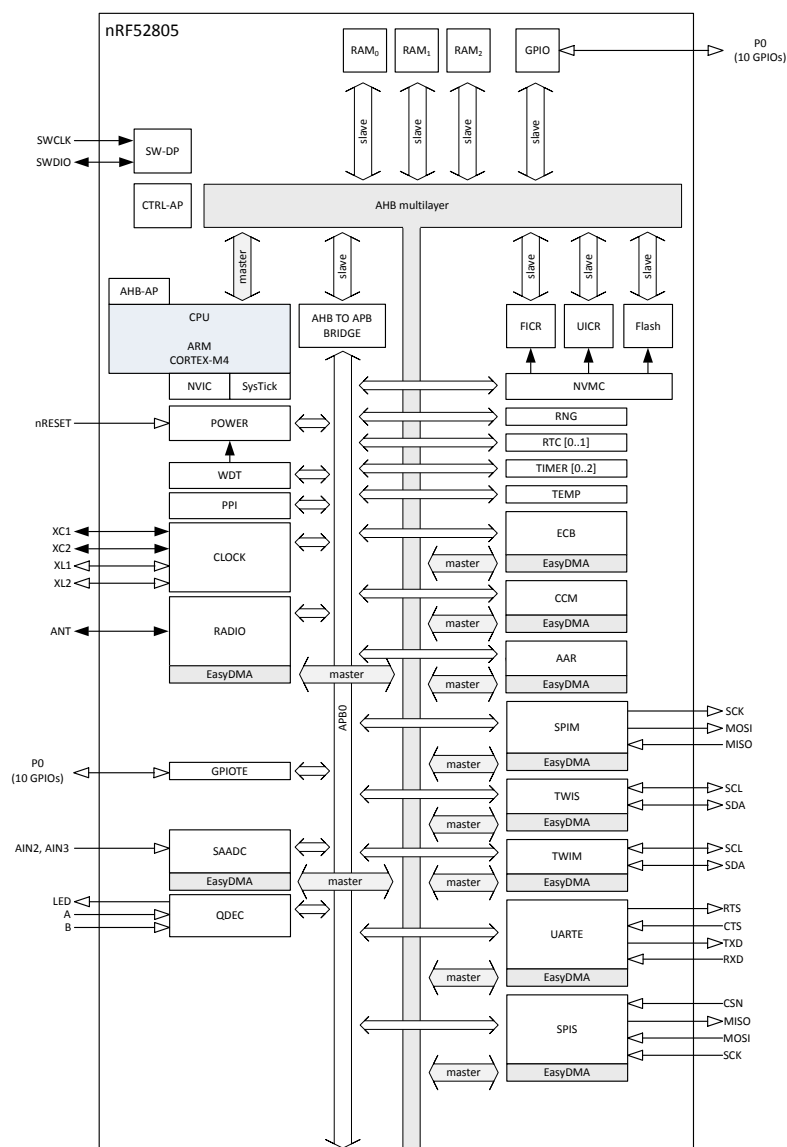 nRF52805
RAM0
RAM1
RAM2
GPIO
P0
(10 GPIOs)
slave
slave
slave
slave
SWCLK
SWDIO
SW-DP
CTRL-AP
AHB multilayer
master
slave
slave
slave
slave
AHB-AP
CPU
ARM
CORTEX-M4
AHB TO APB
BRIDGE
FICR
UICR
Flash
NVIC
SysTick
NVMC
nRESET
POWER
RNG
RTC [0..1]
WDT
TIMER [0..2]
PPI
TEMP
XC1
XC2
XL1
XL2
CLOCK
ECB
master
EasyDMA
ANT
RADIO
EasyDMA
master
CCM
master
EasyDMA
AAR
master
EasyDMA
APB0
SPIM
master
EasyDMA
SCK
MOSI
MISO
P0
(10 GPIOs)
GPIOTE
TWIS
master
EasyDMA
SCL
SDA
AIN2, AIN3
SAADC
EasyDMA
master
TWIM
master
EasyDMA
SCL
SDA
LED
A
B
QDEC
UARTE
master
EasyDMA
RTS
CTS
TXD
RXD
SPIS
master
EasyDMA
CSN
MISO
MOSI
SCK